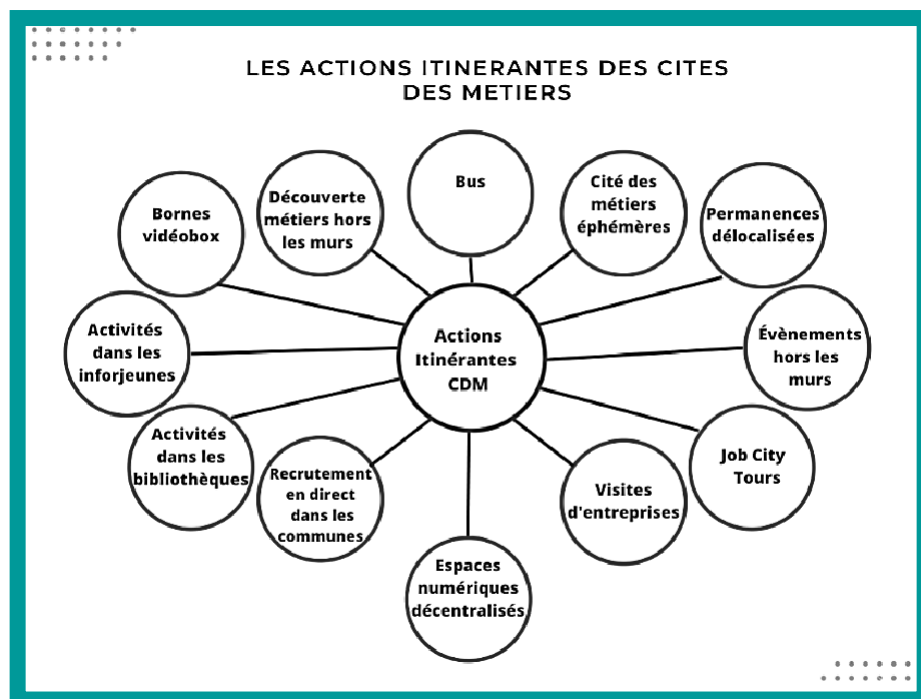 LES ACTIONS ITINERANTES DES CITES
DES METIERS
Bus
Découverte
métiers hors
les murs
Cité des
métiers
éphémères
Bornes
vidéobox
Permanences
délocalisées
Actions
Itinérantes
CDM
Activités
dans les
inforjeunes
Évènements
hors les
murs
Activités
dans les
bibliothèques
Job City
Tours
Recrutement
en direct
dans les
communes
Visites
d'entreprises
Espaces
numériques
décentralisés